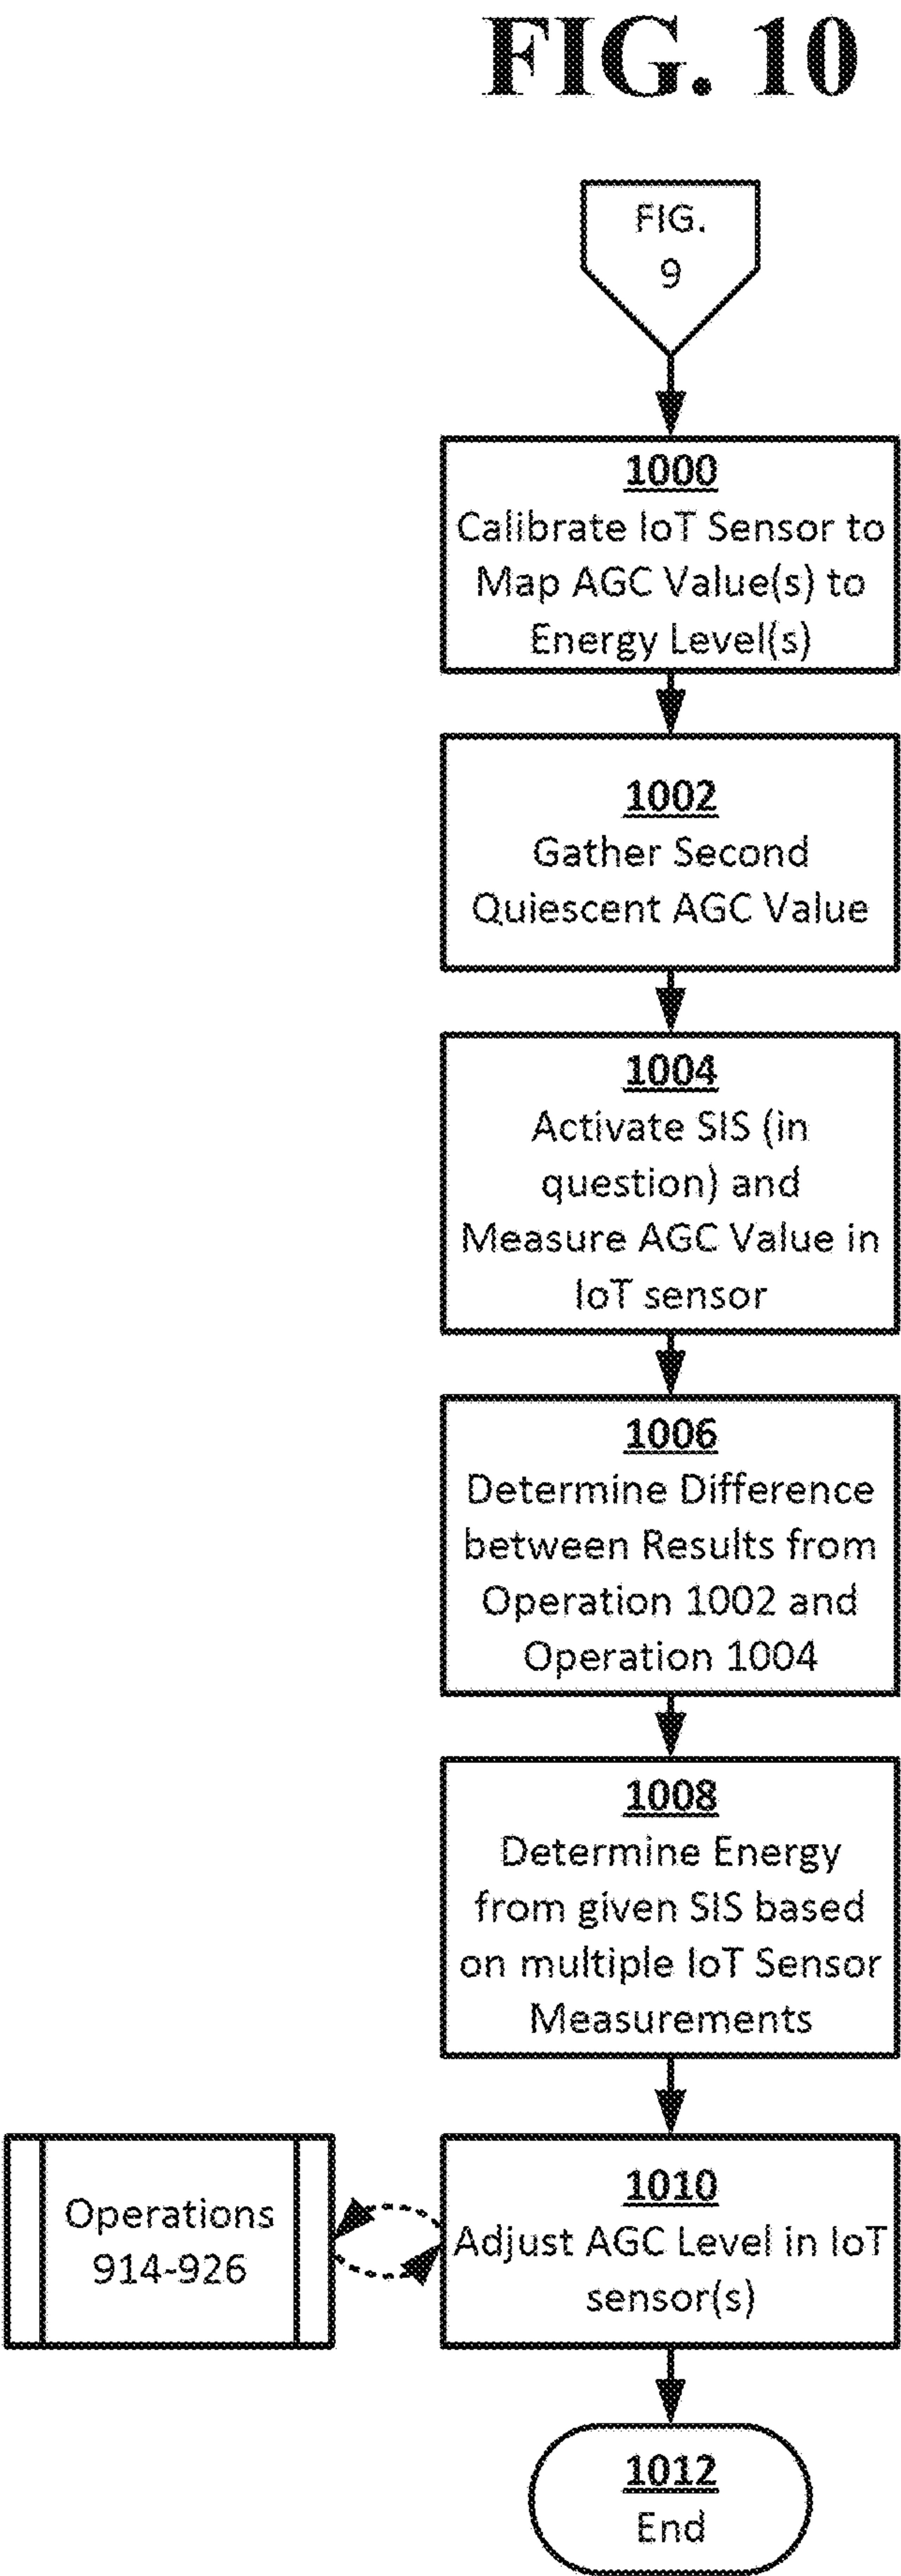 FIG. 10
FIG.
9
1000
Calibrate IoT Sensor to
Map AGC Value(s) to
Energy Level(s)
1002
Gather Second
Quiescent AGC Value
1004
Activate SIS (in
question) and
Measure AGC Value in
IoT sensor
1006
Determine Difference
between Results from
Operation 1002 and
Operation 1004
1008
Determine Energy
from given SIS based
on multiple IoT Sensor
Measurements
Operations
914-926
1010
Adjust AGC Level in IoT
sensor(s)
1012
End